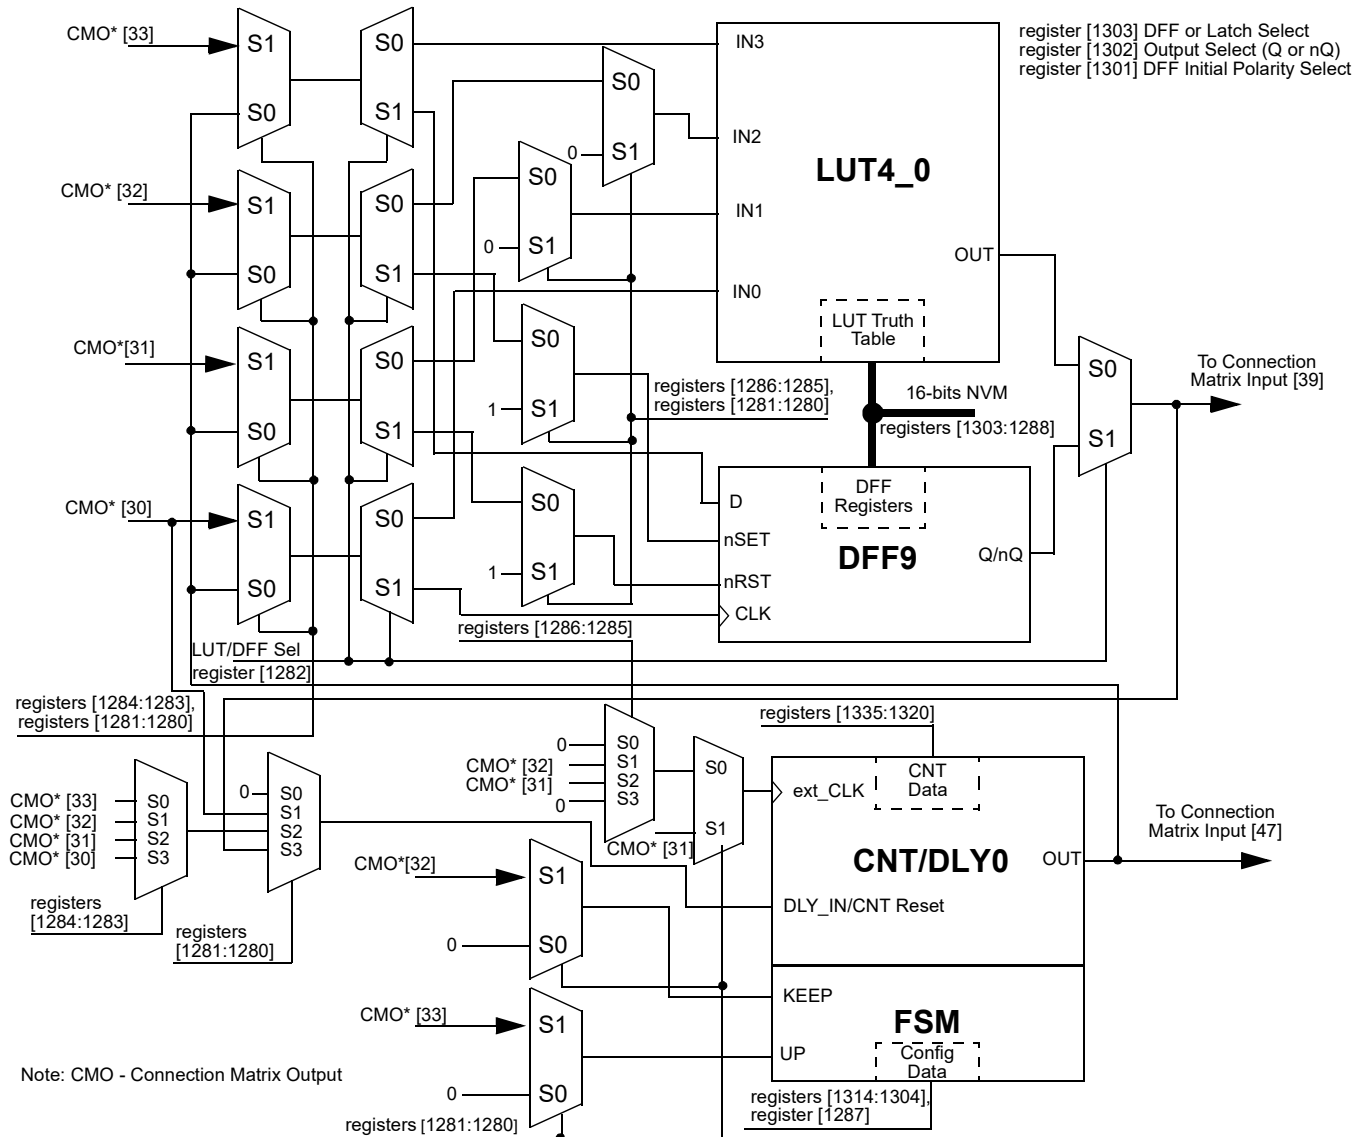 CMO* [33]
S1
S0
S0
S1
S0
S1
0
IN3
IN2
IN1
IN0
LUT4_0
OUT
LUT Truth
Table
register [1303] DFF or Latch Select
register [1302] Output Select (Q or nQ)
register [1301] DFF Initial Polarity Select
CMO* [32]
S1
S0
S0
S1
S0
S1
0
CMO*[31]
S1
S0
S0
S1
S0
S1
1
registers [1286:1285],
registers [1281:1280]
16-bits NVM
registers [1303:1288]
S0
S1
To Connection
Matrix Input [39]
CMO* [30]
S1
S0
S0
S1
S0
S1
1
D
nSET
nRST
CLK
DFF
Registers
DFF9
Q/nQ
LUT/DFF Sel
register [1282]
registers [1286:1285]
registers [1284:1283],
registers [1281:1280]
CMO* [33]
CMO* [32]
CMO* [31]
CMO* [30]
S0
S1
S2
S3
registers
[1284:1283]
0
S0
S1
S2
S3
registers
[1281:1280]
0
CMO* [32]
CMO* [31]
0
S0
S1
S2
S3
S0
S1
CMO* [31]
registers [1335:1320]
CNT
Data
ext_CLK
CNT/DLY0
OUT
DLY_IN/CNT Reset
To Connection
Matrix Input [47]
CMO*[32]
S1
S0
0
KEEP
FSM
UP
Config
Data
CMO* [33]
S1
S0
0
registers [1281:1280]
registers [1314:1304],
register [1287]
Note: CMO - Connection Matrix Output